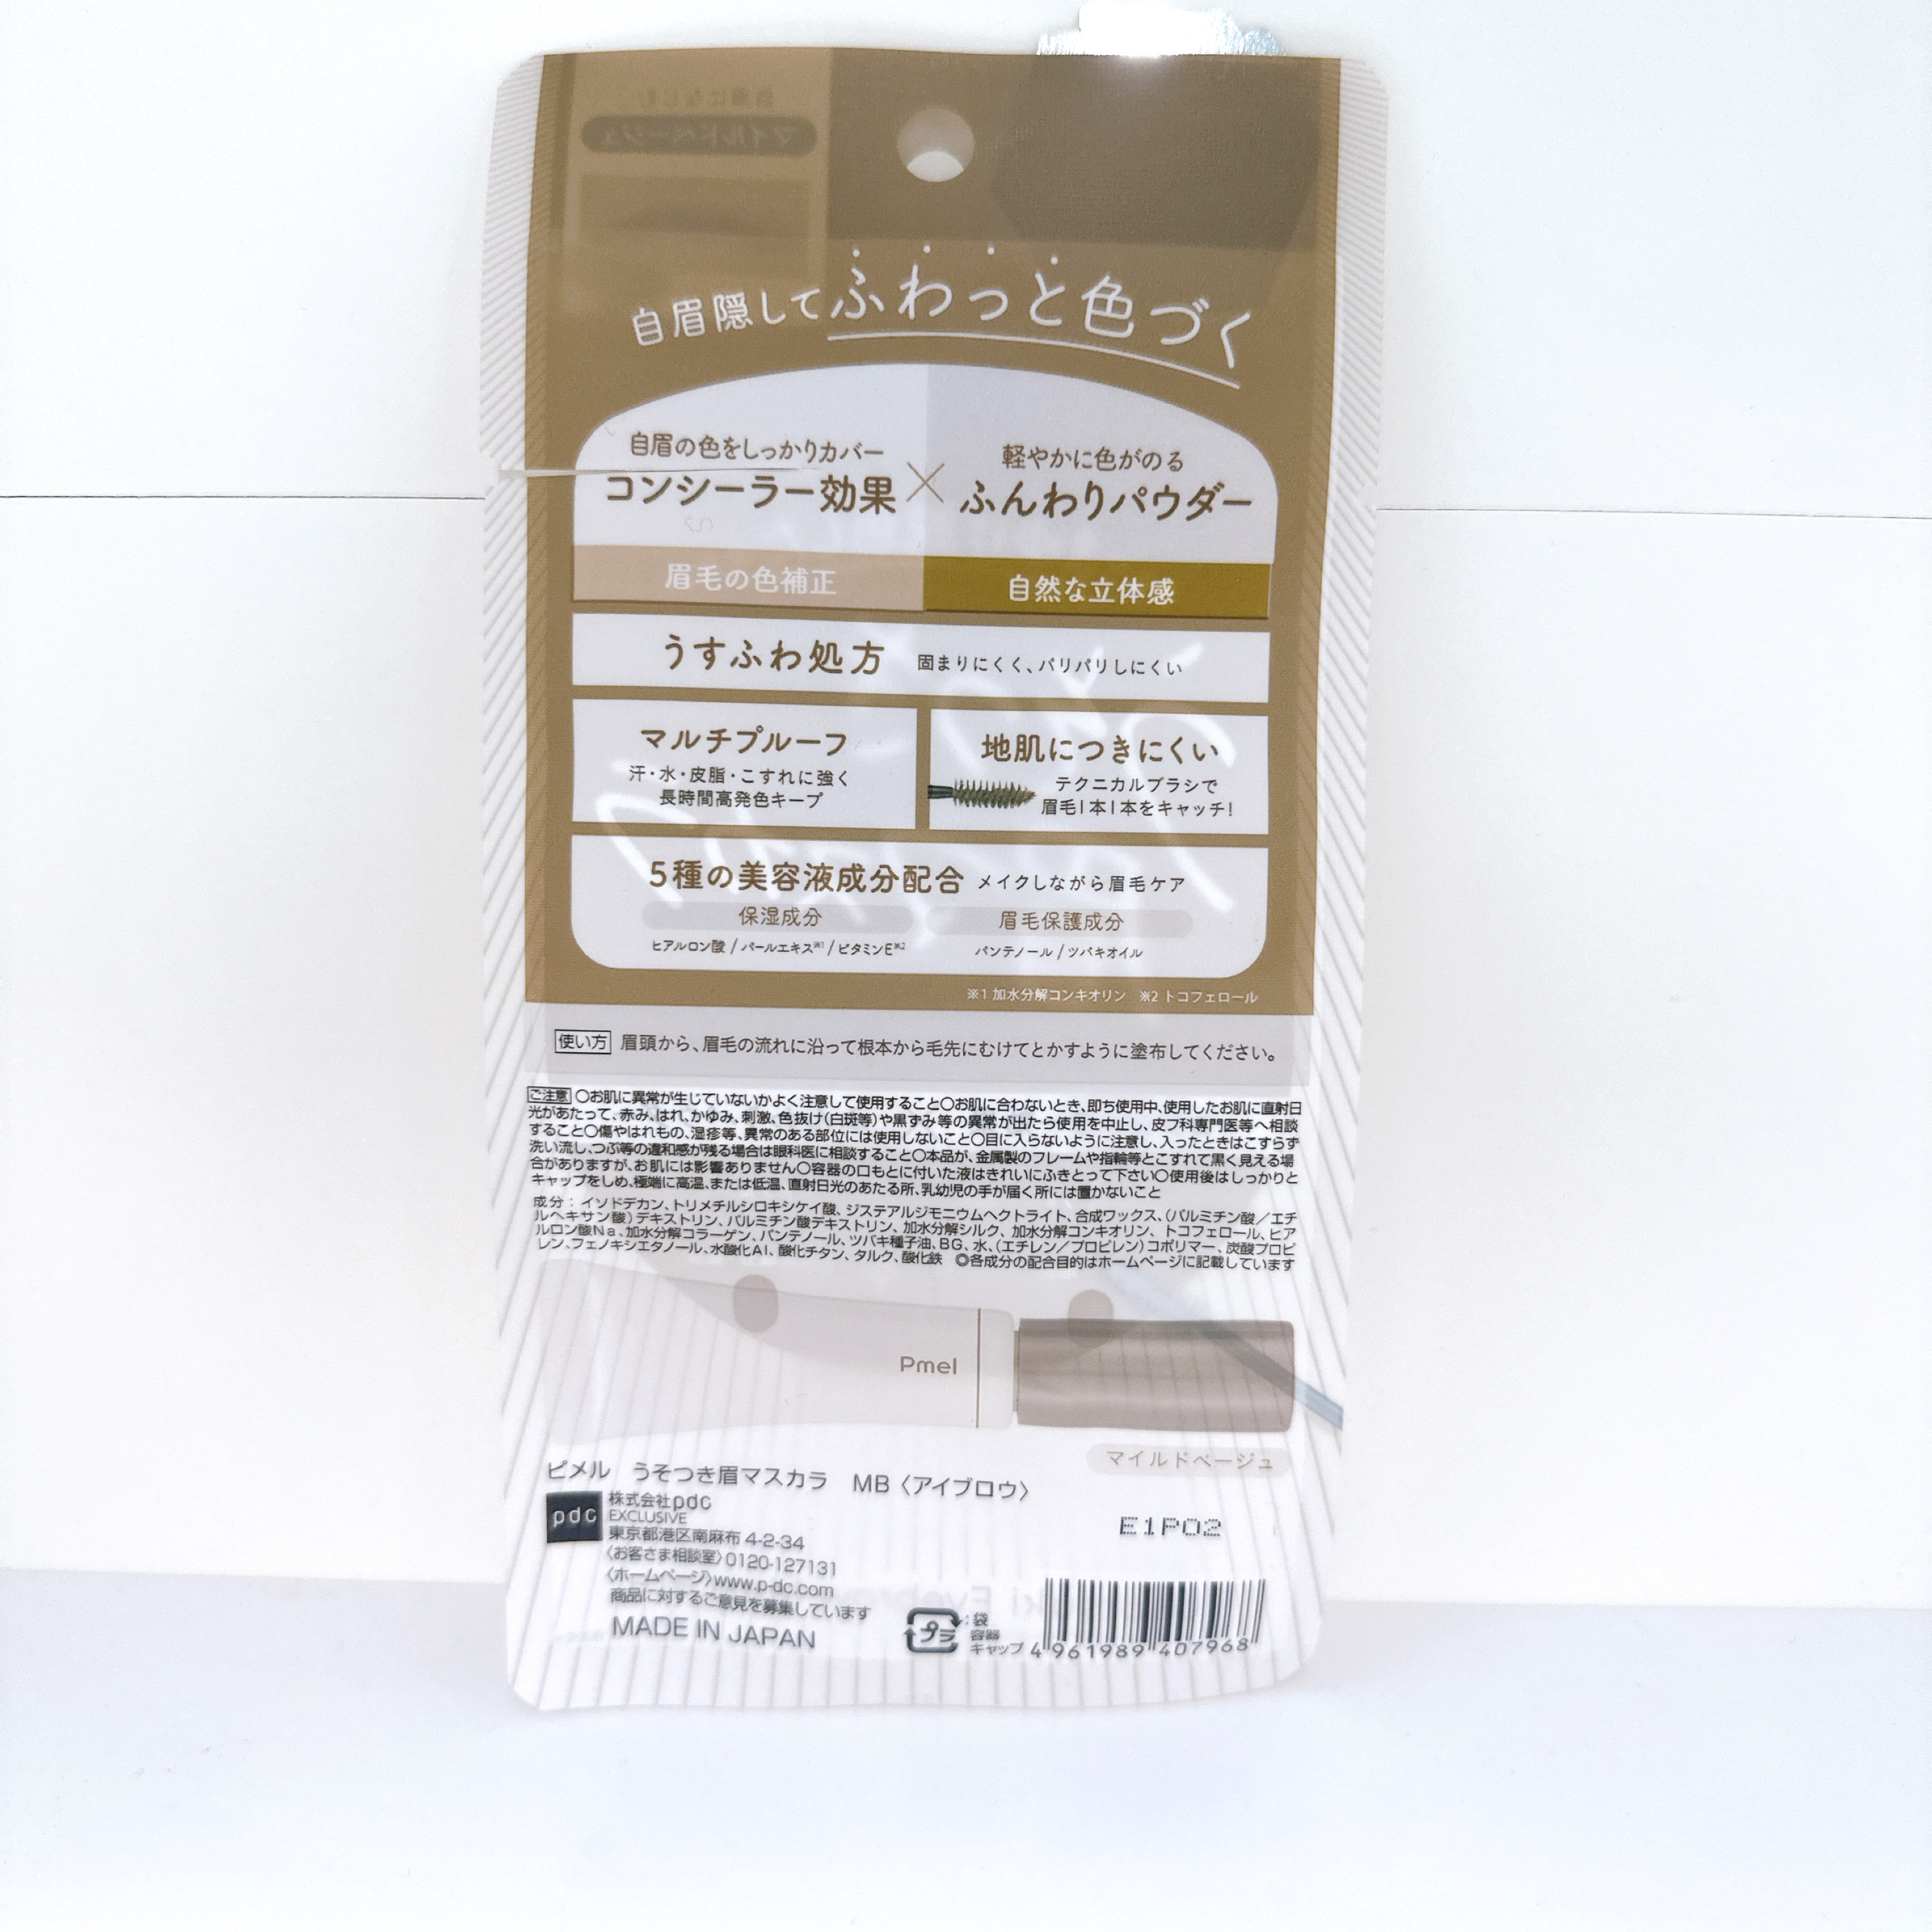 自眉隠してふわっと色づく
自眉の色をしっかりカバー
コンシーラー効果
×
軽やかに色がのる
ふんわりパウダー
眉毛の色補正
自然な立体感
うすふわ処方 固まりにくく、パリパリしにくい
マルチプルーフ
汗・水・皮脂・こすれに強く
長時間高発色キープ
地肌につきにくい
テクニカルブラシで
眉毛1本1本をキャッチ!
5種の美容液成分配合 メイクしながら眉毛ケア
保湿成分
ヒアルロン酸 / パールエキス※1 / ビタミンE※2
眉毛保護成分
パンテノール / ツバキオイル
※1 加水分解コンキオリン ※2 トコフェロール
使い方 眉頭から、眉毛の流れに沿って根本から毛先にむけてとかすように塗布してください。
ご注意 〇お肌に異常が生じていないかよく注意して使用すること〇お肌に合わないとき、即ち使用中、使用したお肌に直射日
光があたって、赤み、はれ、かゆみ、刺激、色抜け(白斑等)や黒ずみ等の異常が出たら使用を中止し、皮フ科専門医等へ相談
すること〇傷やはれもの、湿疹等、異常のある部位には使用しないこと〇目に入らないように注意し、入ったときはこすらず
洗い流し、つぶ等の違和感が残る場合は眼科医に相談すること〇本品が、金属製のフレームや指輪等とこすれて黒く見える場
合がありますが、お肌には影響ありません〇容器の口もとに付いた液はきれいにふきとって下さい〇使用後はしっかりと
キャップをしめ、極端に高温、または低温、直射日光のあたる所、乳幼児の手が届く所には置かないこと
成分：イソドデカン、トリメチルシロキシケイ酸、ジステアルジモニウムヘクトライト、合成ワックス、(パルミチン酸／エチ
ルヘキサン酸)デキストリン、パルミチン酸デキストリン、加水分解シルク、加水分解コンキオリン、トコフェロール、ヒア
ルロン酸Na、加水分解コラーゲン、パンテノール、ツバキ種子油、BG、水、(エチレン／プロピレン)コポリマー、炭酸プロピ
レン、フェノキシエタノール、水酸化Al、酸化チタン、タルク、酸化鉄 ◎各成分の配合目的はホームページに記載しています
Pmel
マイルドベージュ
ピメル うそつき眉マスカラ MB〈アイブロウ〉
pdc
株式会社pdc
EXCLUSIVE
東京都港区南麻布 4-2-34
〈お客さま相談室〉0120-127131
〈ホームページ〉www.p-dc.com
商品に対するご意見を募集しています
MADE IN JAPAN
E1P02
プラ
:袋
容器
キャップ
4 961989 407968